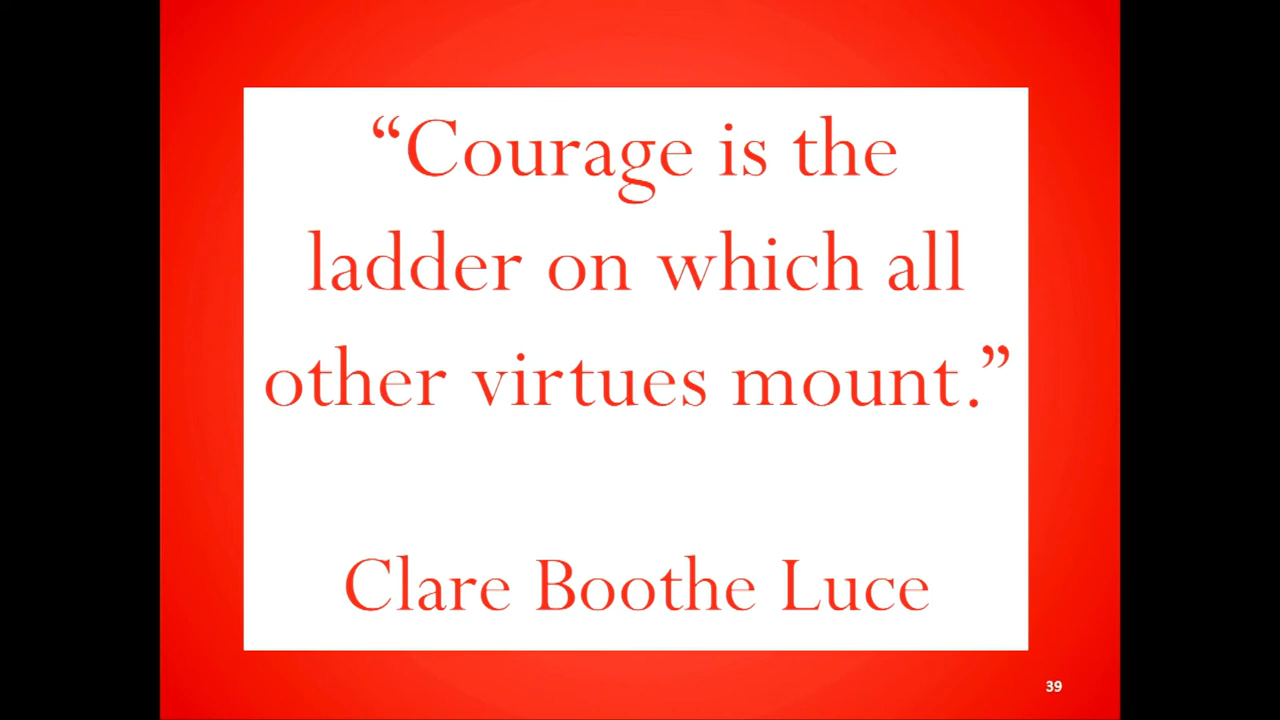 “Courage is the
ladder on which all
other virtues mount.”
Clare Boothe Luce
39